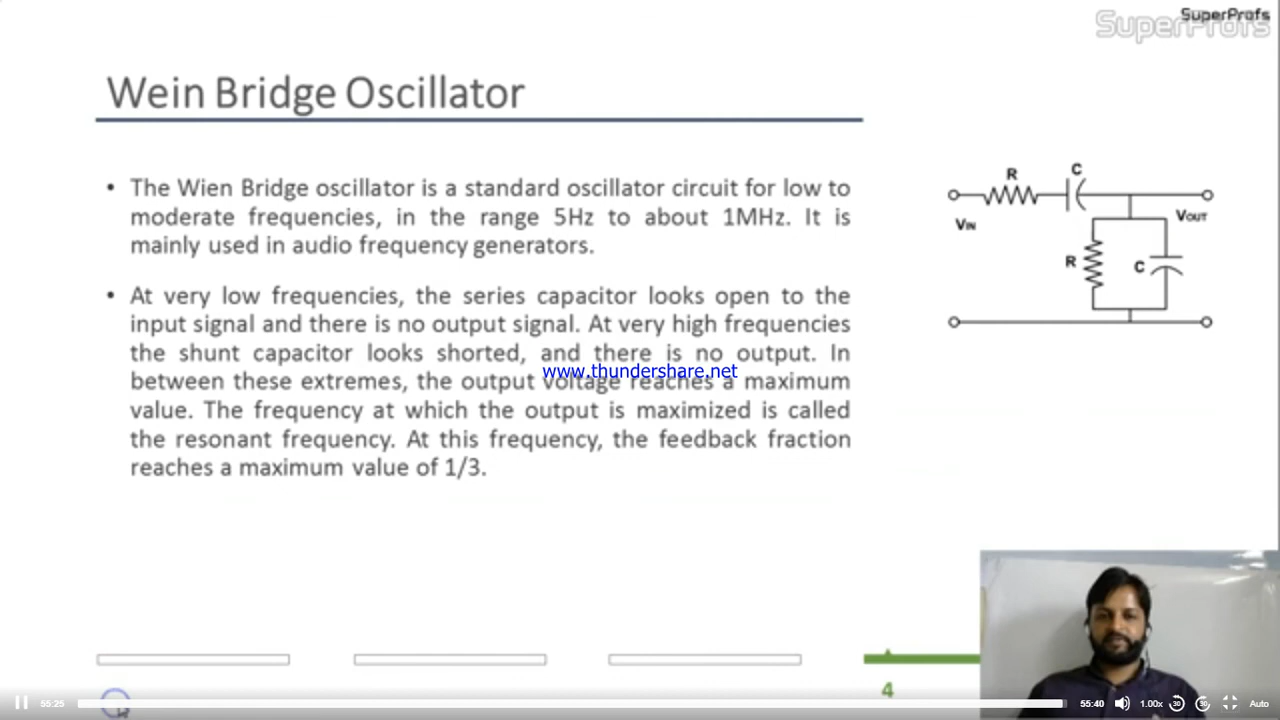 SuperProfs
SuperProfs
Wein Bridge Oscillator
• The Wien Bridge oscillator is a standard oscillator circuit for low to
moderate frequencies, in the range 5Hz to about 1MHz. It is
mainly used in audio frequency generators.
• At very low frequencies, the series capacitor looks open to the
input signal and there is no output signal. At very high frequencies
the shunt capacitor looks shorted, and there is no output. In
between these extremes, the output voltage reaches a maximum
value. The frequency at which the output is maximized is called
the resonant frequency. At this frequency, the feedback fraction
reaches a maximum value of 1/3.
www.thundershare.net
R
C
VIN
VOUT
R
C
4
55:25
55:40
1.00x
30
30
Auto